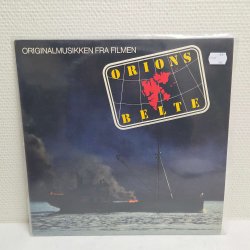 ORIGINALMUSIKKEN FRA FILMEN
ORIONS
BELTE